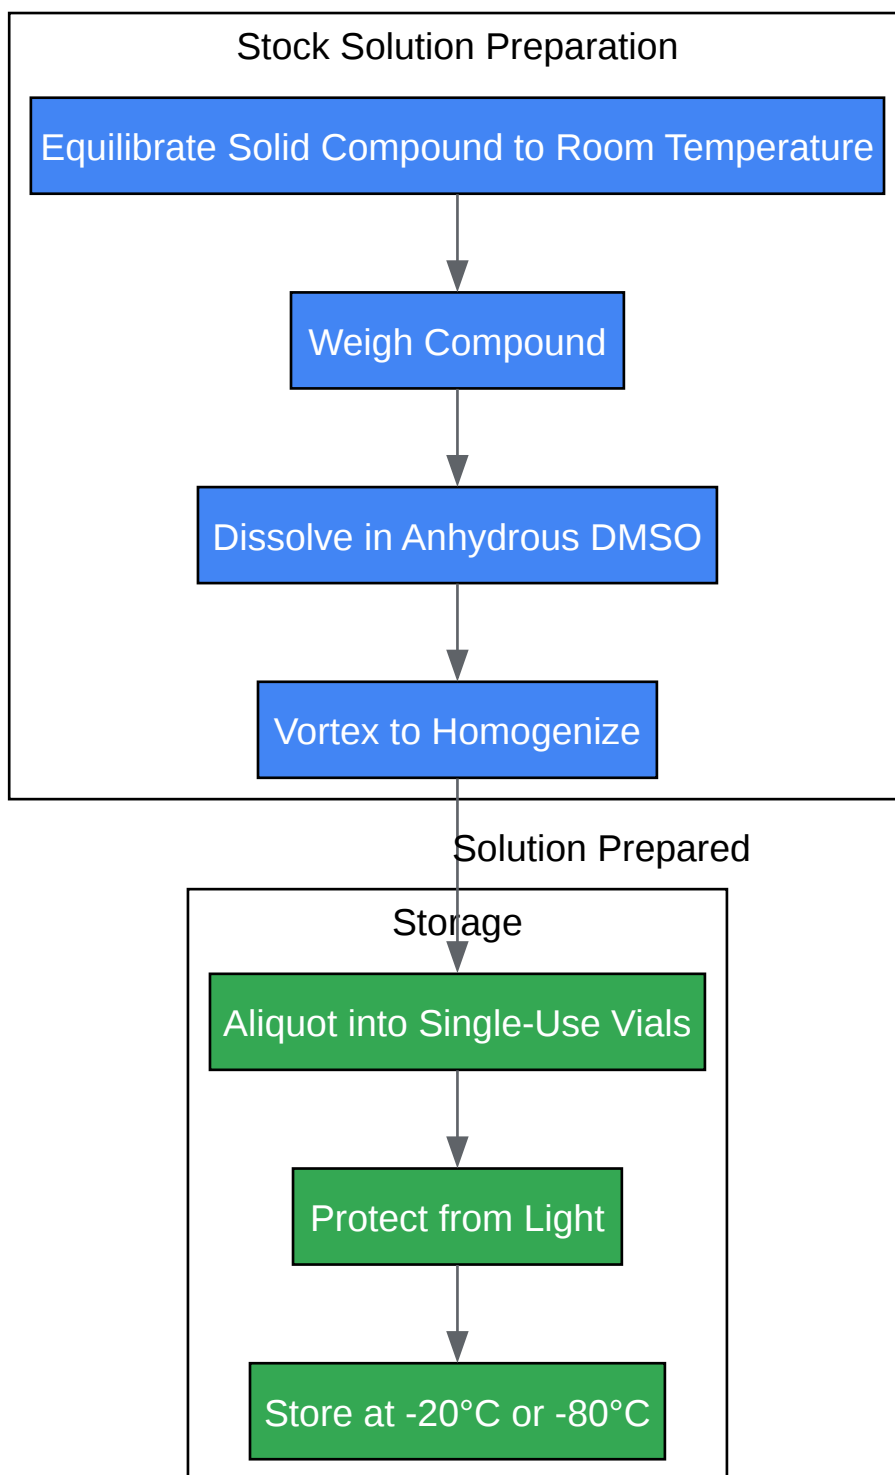 Stock Solution Preparation
Equilibrate Solid Compound to Room Temperature
Weigh Compound
Dissolve in Anhydrous DMSO
Vortex to Homogenize
Solution Prepared
Storage
Aliquot into Single-Use Vials
Protect from Light
Store at -20°C or -80°C